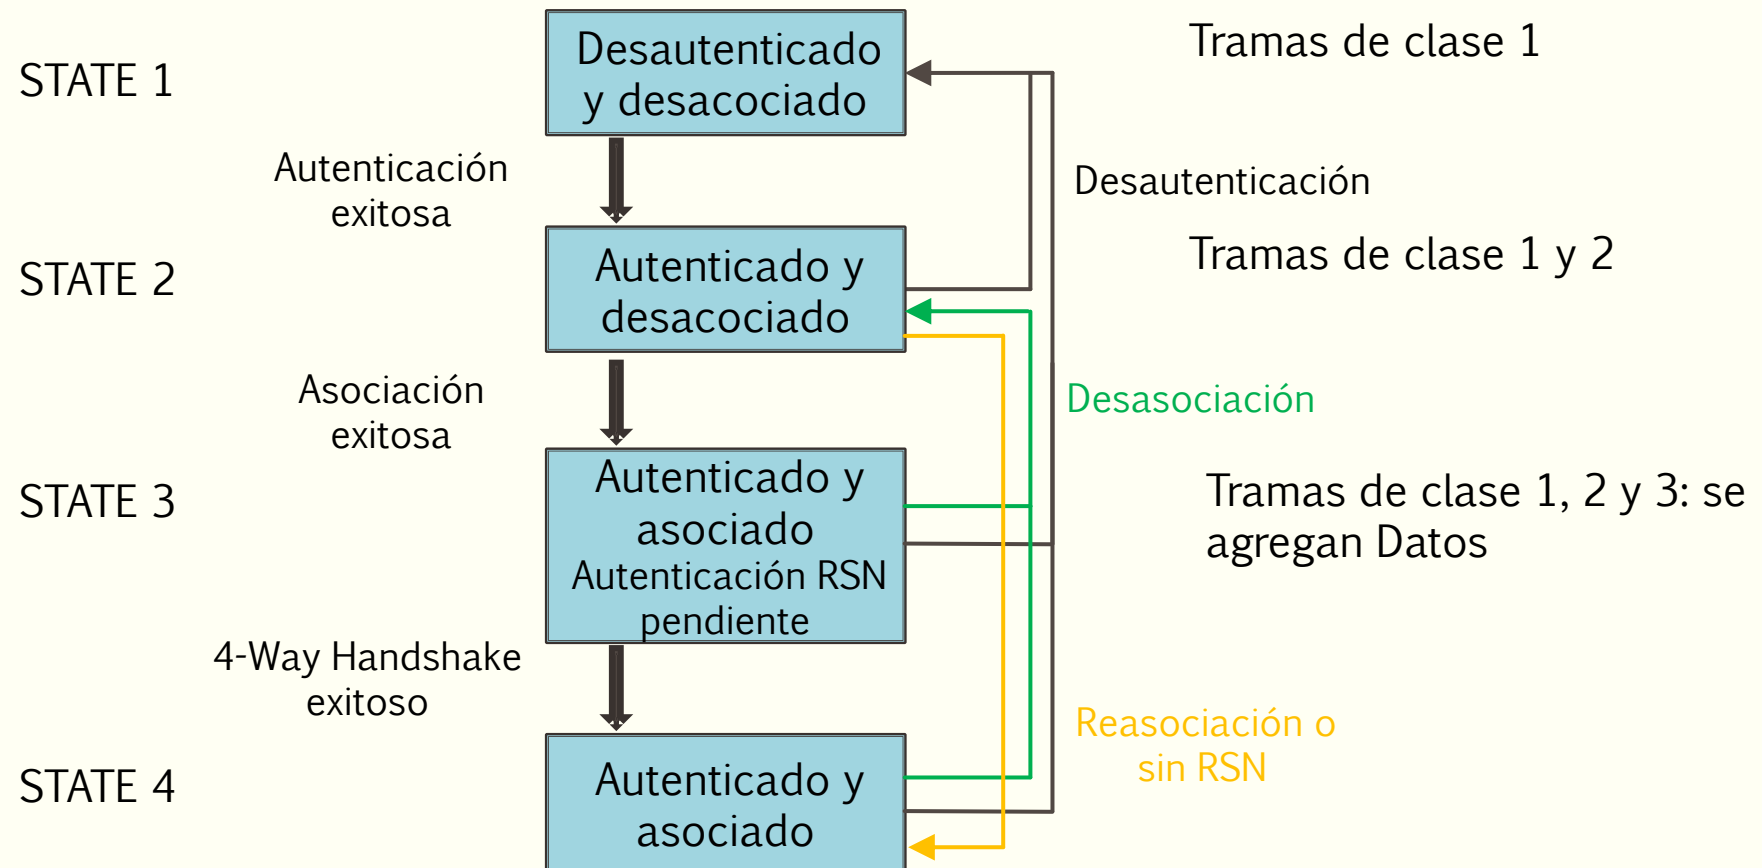 STATE 1
Desautenticado
y desacociado
Tramas de clase 1
Autenticación
exitosa
Desautenticación
STATE 2
Autenticado y
desacociado
Tramas de clase 1 y 2
Asociación
exitosa
Desasociación
STATE 3
Autenticado y
asociado
Autenticación RSN
pendiente
Tramas de clase 1, 2 y 3: se
agregan Datos
4-Way Handshake
exitoso
Reasociación o
sin RSN
STATE 4
Autenticado y
asociado